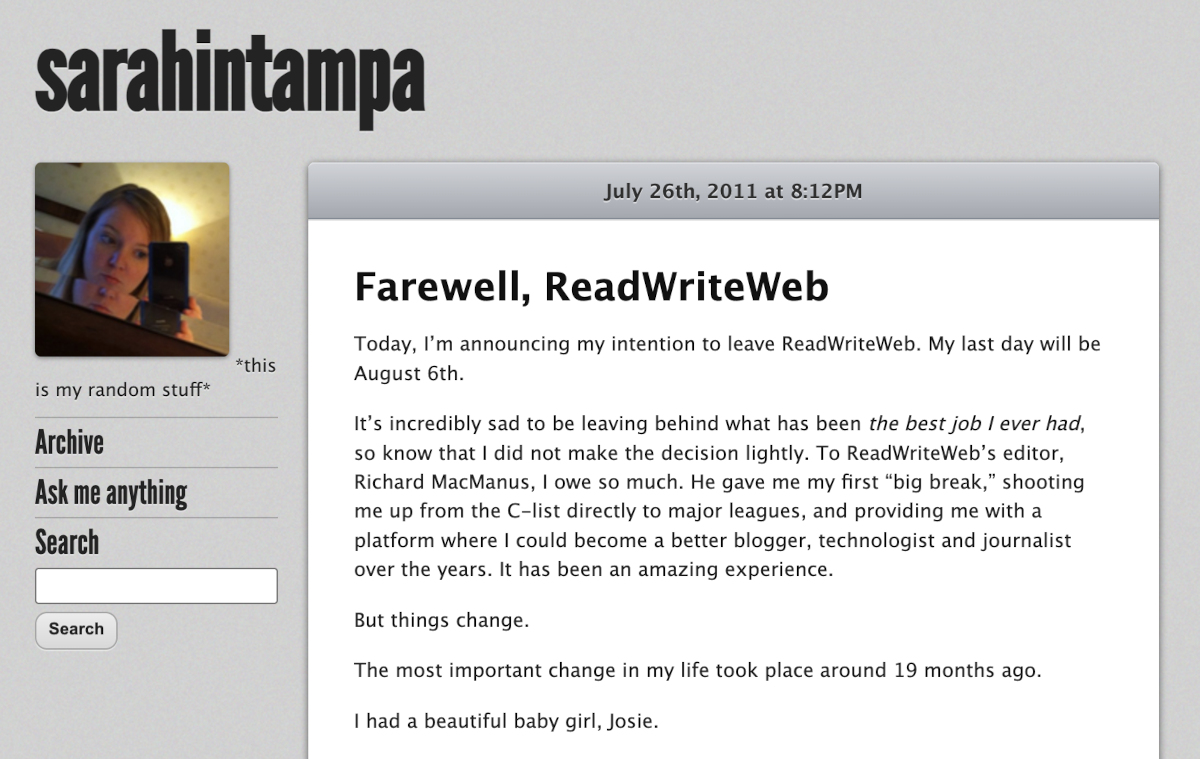 sarahintampa
*this
is my random stuff*
Archive
Ask me anything
Search
Search
July 26th, 2011 at 8:12PM
Farewell, ReadWriteWeb
Today, I’m announcing my intention to leave ReadWriteWeb. My last day will be
August 6th.
It’s incredibly sad to be leaving behind what has been the best job I ever had,
so know that I did not make the decision lightly. To ReadWriteWeb’s editor,
Richard MacManus, I owe so much. He gave me my first “big break,” shooting
me up from the C-list directly to major leagues, and providing me with a
platform where I could become a better blogger, technologist and journalist
over the years. It has been an amazing experience.
But things change.
The most important change in my life took place around 19 months ago.
I had a beautiful baby girl, Josie.